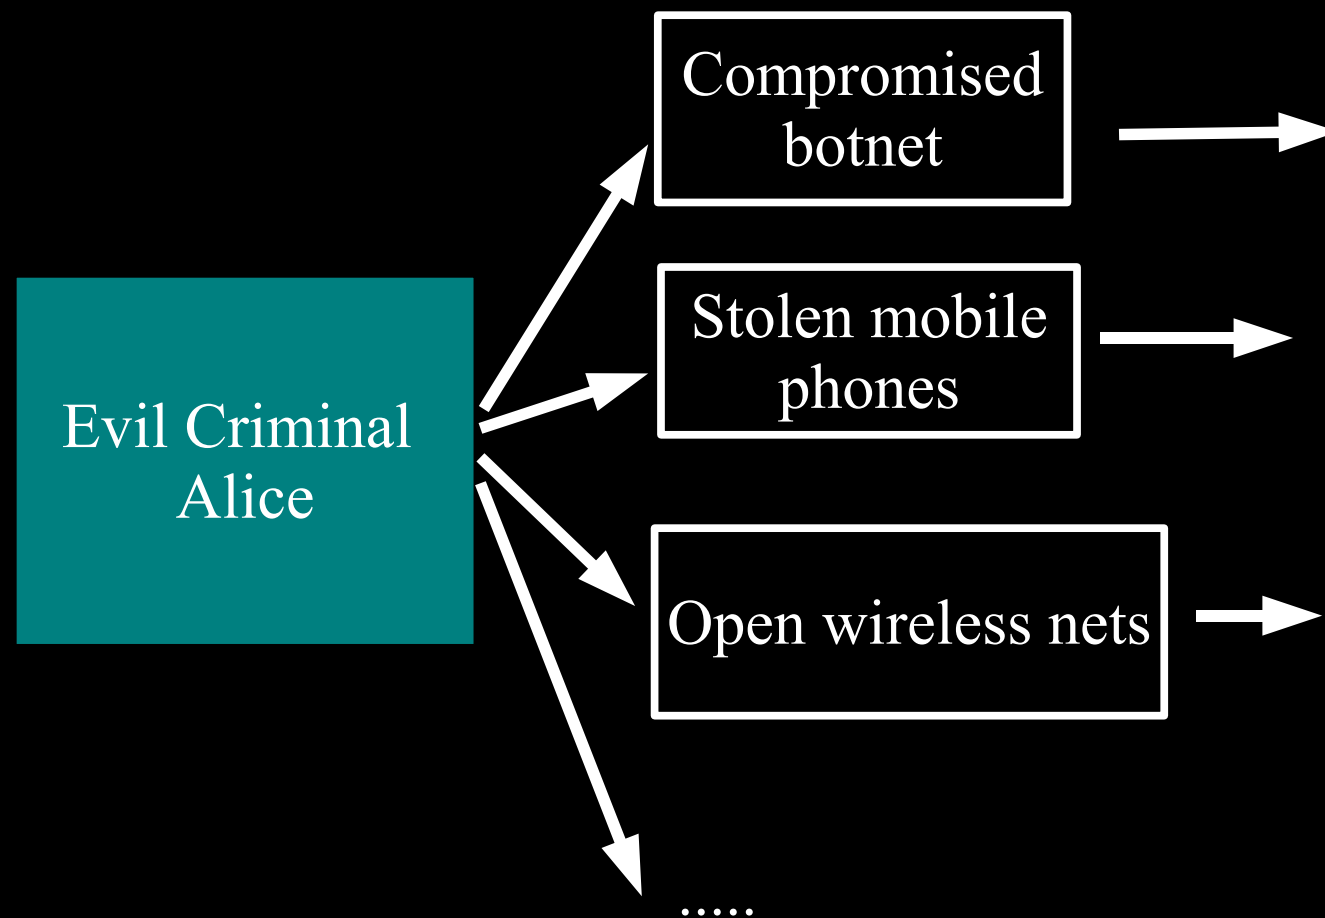 Compromised
botnet
Stolen mobile
phones
Evil Criminal
Alice
Open wireless nets
.....